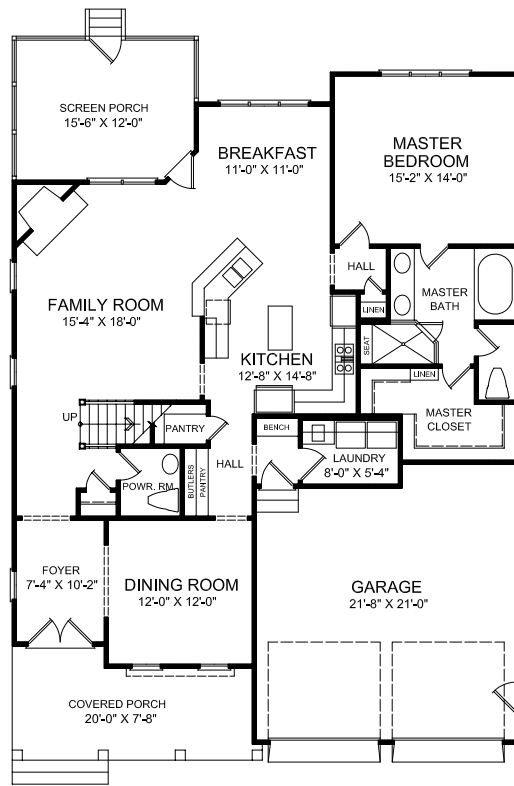 SCREEN PORCH
15'-6" X 12'-0"
BREAKFAST
11'-0" X 11'-0"
MASTER
BEDROOM
15'-2" X 14'-0"
HALL
LINEN
MASTER
BATH
FAMILY ROOM
15'-4" X 18'-0"
KITCHEN
12'-8" X 14'-8"
SEAT
LINEN
MASTER
CLOSET
UP
PANTRY
BENCH
HALL
LAUNDRY
8'-0" X 5'-4"
POWR. RM.
BUTLERS
PANTRY
FOYER
7'-4" X 10'-2"
DINING ROOM
12'-0" X 12'-0"
GARAGE
21'-8" X 21'-0"
COVERED PORCH
20'-0" X 7'-8"